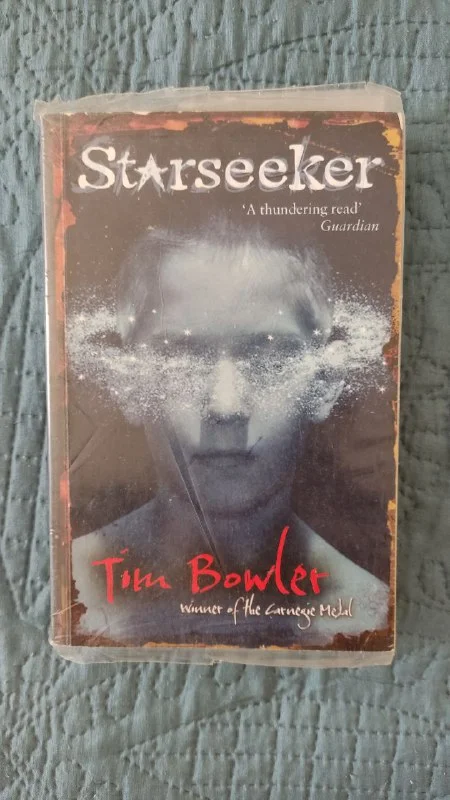 Starseeker
'A thundering read'
Guardian
Tim Bowler
Winner of the Carnegie Medal